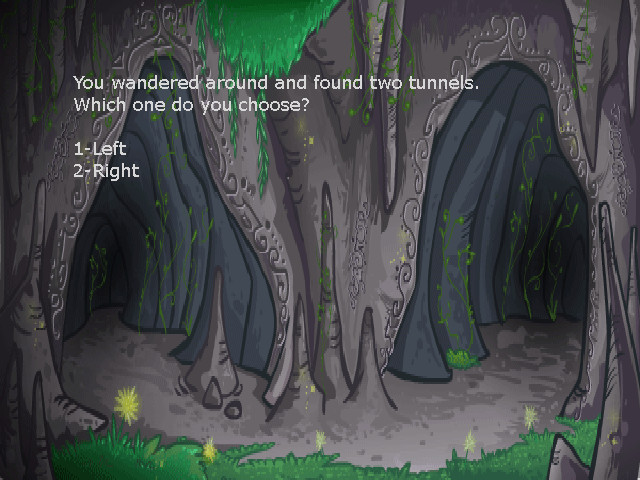 You wandered around and found two tunnels.
Which one do you choose?
1-Left
2-Right